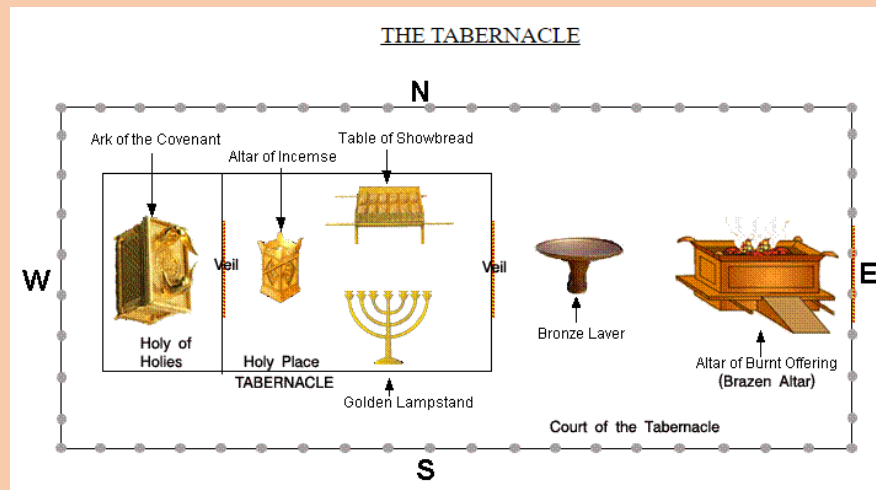 THE TABERNACLE
N
Table of Showbread
Ark of the Covenant
Altar of Incemse
Veil
Veil
W
E
Bronze Laver
Holy of
Holies
Holy Place
TABERNACLE
Altar of Burnt Offering
(Brazen Altar)
Golden Lampstand
Court of the Tabernacle
S